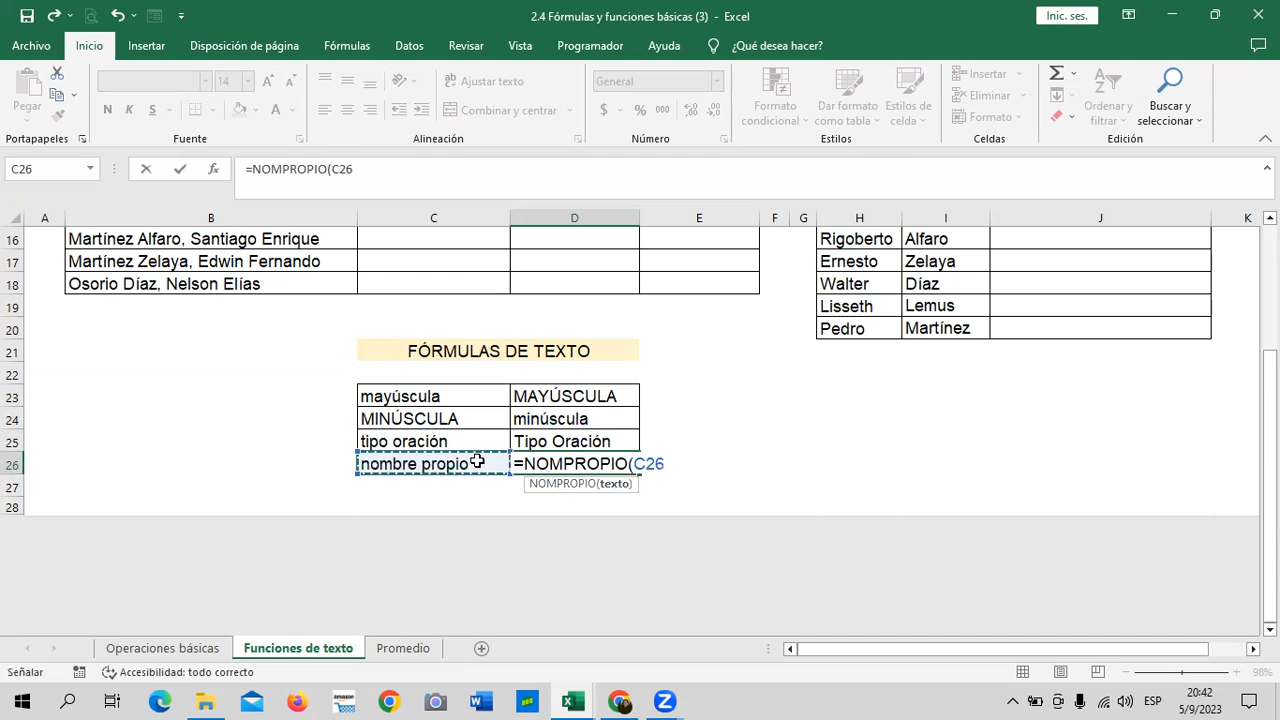 2.4 Fórmulas y funciones básicas (3) - Excel
Inic. ses.
Archivo Inicio Insertar Disposición de página Fórmulas Datos Revisar Vista Programador Ayuda ¿Qué desea hacer?
Pegar
14
Ajustar texto
General
Combinar y centrar
$ % 000
Formato condicional
Dar formato como tabla
Estilos de celda
Insertar
Eliminar
Formato
Ordenar y filtrar
Buscar y seleccionar
N K S
Portapapeles Fuente Alineación Número Estilos Celdas Edición
C26 fx =NOMPROPIO(C26
A B C D E F G H I J K
16 Martínez Alfaro, Santiago Enrique Rigoberto Alfaro
17 Martínez Zelaya, Edwin Fernando Ernesto Zelaya
18 Osorio Díaz, Nelson Elías Walter Díaz
19 Lisseth Lemus
20 Pedro Martínez
21 FÓRMULAS DE TEXTO
22
23 mayúscula MAYÚSCULA
24 MINÚSCULA minúscula
25 tipo oración Tipo Oración
26 nombre propio =NOMPROPIO(C26
27 NOMPROPIO(texto)
28
Operaciones básicas Funciones de texto Promedio
Señalar Accesibilidad: todo correcto 98%
ESP
20:42
5/9/2023